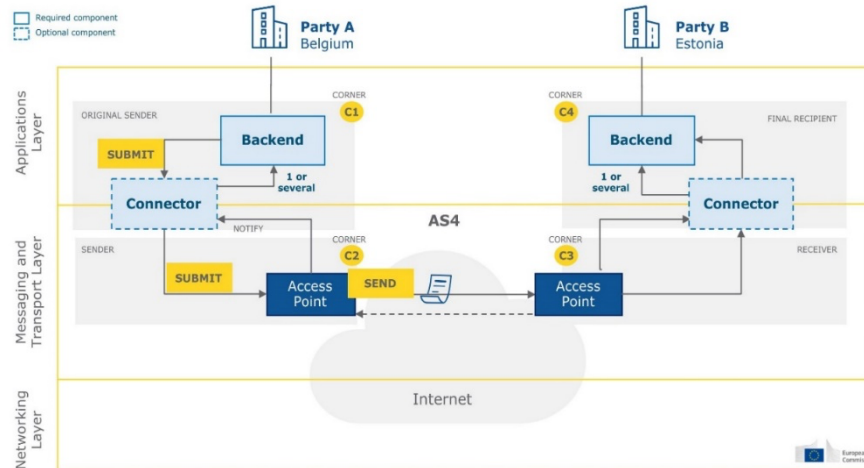 Required component
Optional component
Party A
Belgium
Party B
Estonia
Applications
Layer
ORIGINAL SENDER
CORNER
C1
Backend
SUBMIT
1 or
several
Connector
CORNER
C4
FINAL RECIPIENT
Backend
1 or
several
Connector
AS4
Messaging and
Transport Layer
NOTIFY
SENDER
CORNER
C2
SUBMIT
Access
Point
SEND
CORNER
C3
RECEIVER
Access
Point
Networking
Layer
Internet
European